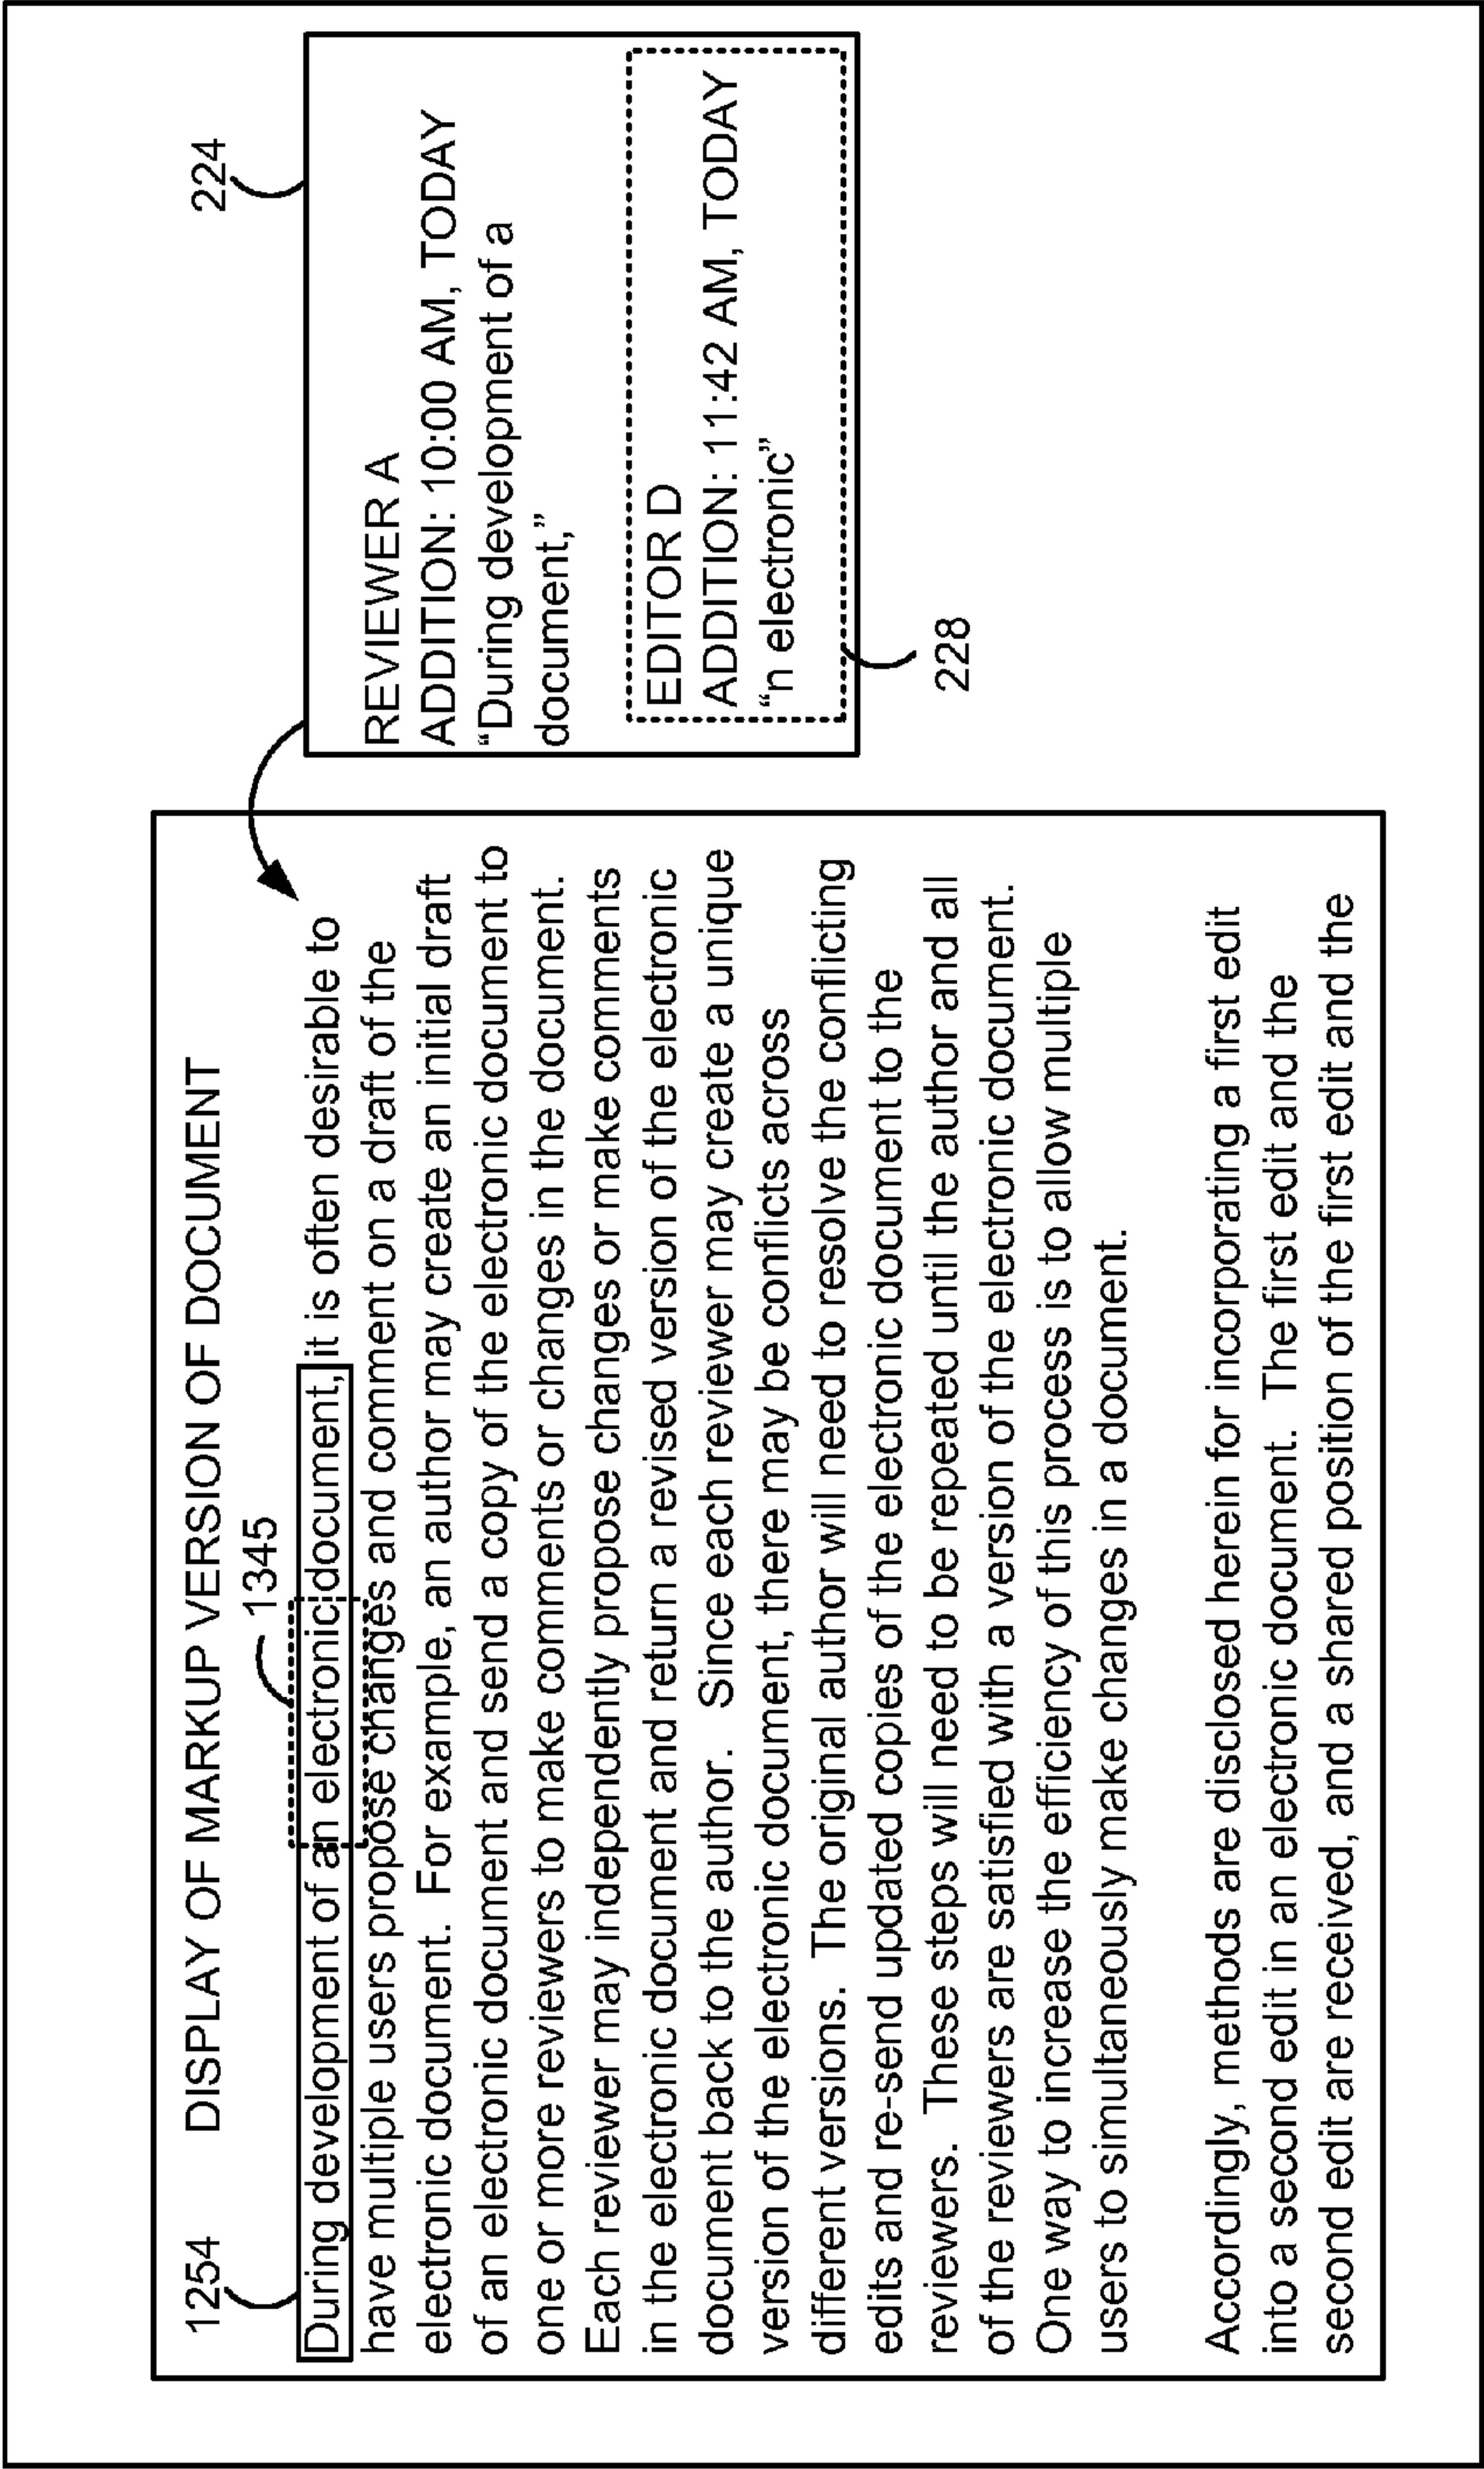 1254
DISPLAY OF MARKUP VERSION OF DOCUMENT
1345
During development of an electronic document, it is often desirable to
have multiple users propose changes and comment on a draft of the
electronic document. For example, an author may create an initial draft
of an electronic document and send a copy of the electronic document to
one or more reviewers to make comments or changes in the document.
Each reviewer may independently propose changes or make comments
in the electronic document and return a revised version of the electronic
document back to the author. Since each reviewer may create a unique
version of the electronic document, there may be conflicts across
different versions. The original author will need to resolve the conflicting
edits and re-send updated copies of the electronic document to the
reviewers. These steps will need to be repeated until the author and all
of the reviewers are satisfied with a version of the electronic document.
One way to increase the efficiency of this process is to allow multiple
users to simultaneously make changes in a document.
Accordingly, methods are disclosed herein for incorporating a first edit
into a second edit in an electronic document. The first edit and the
second edit are received, and a shared position of the first edit and the
224
REVIEWER A
ADDITION: 10:00 AM, TODAY
“During development of a
document,”
EDITOR D
ADDITION: 11:42 AM, TODAY
“n electronic”
228